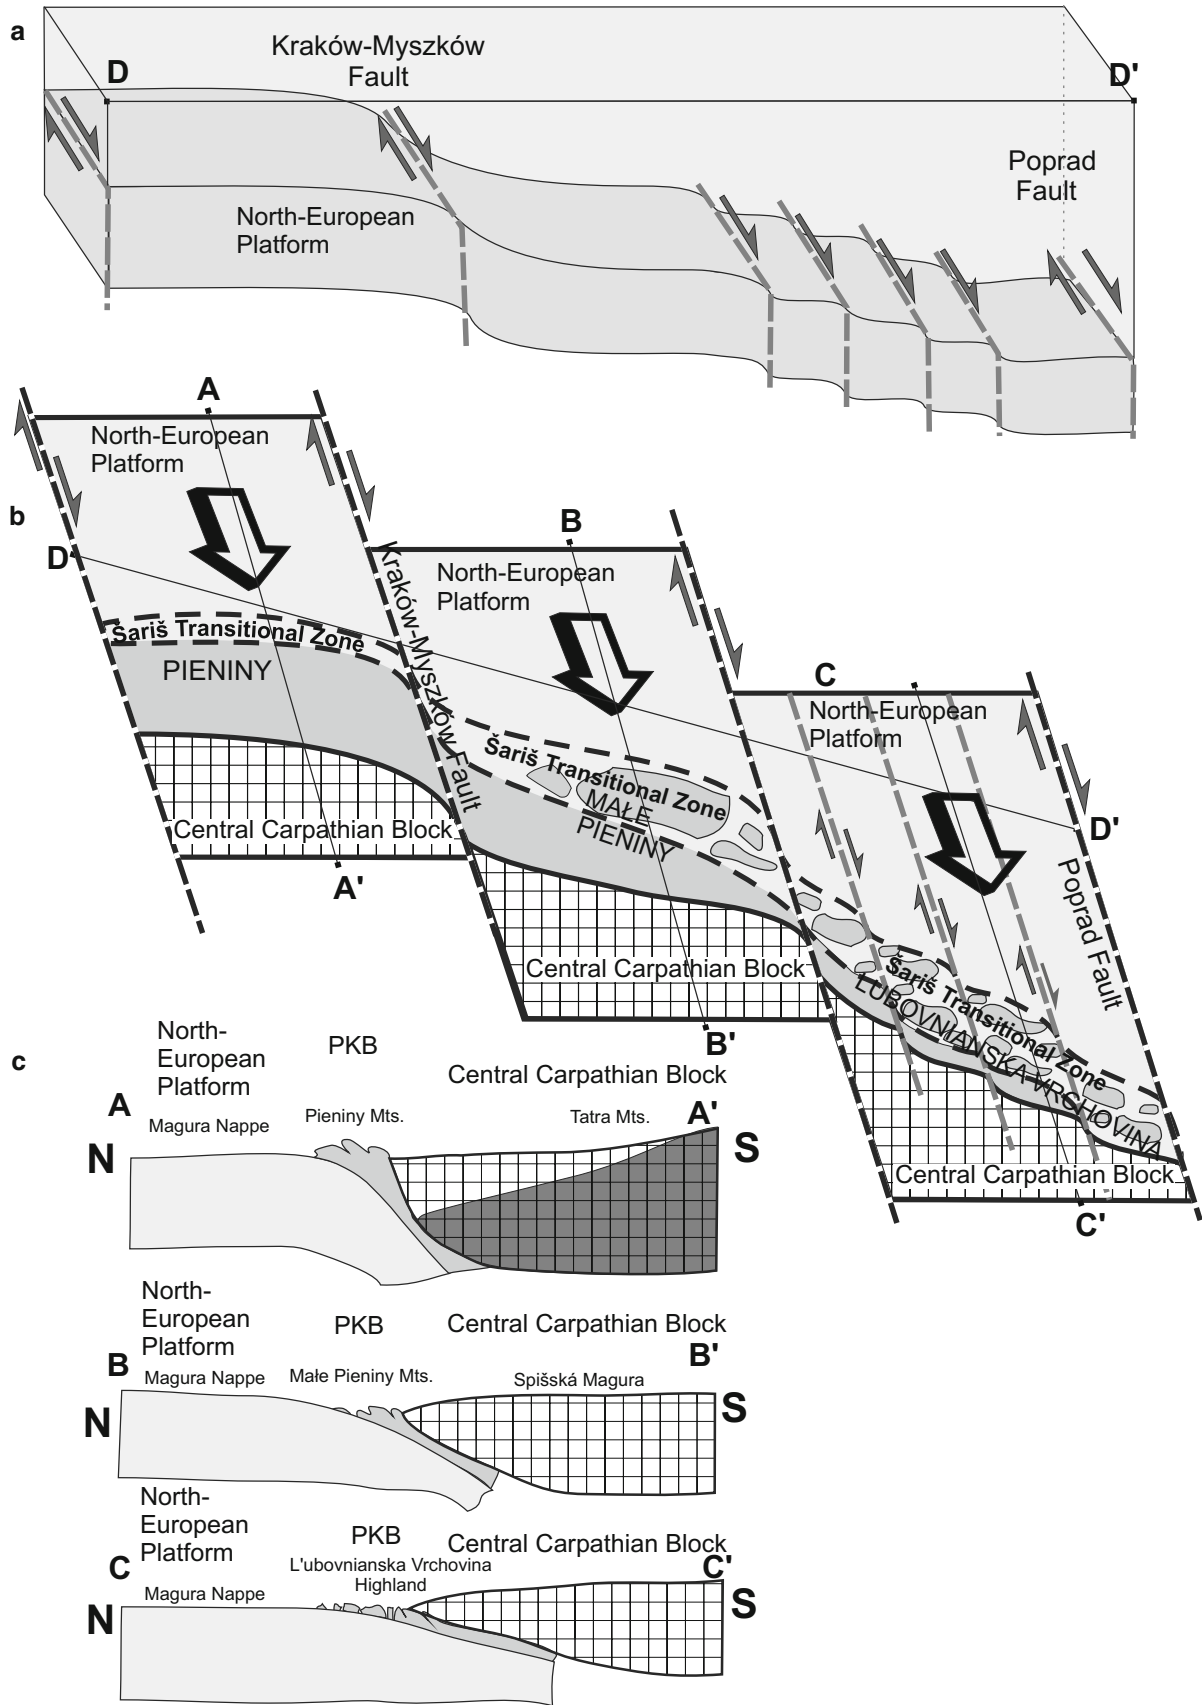 a
Kraków-Myszków
Fault
D
D'
Poprad
Fault
North-European
Platform
b
A
North-European
Platform
B
D
North-European
Platform
Kraków-Myszków Fault
Šariš Transitional Zone
PIENINY
C
North-European
Platform
Šariš Transitional Zone
MAŁE
PIENINY
D'
Central Carpathian Block
A'
Poprad Fault
Central Carpathian Block
B'
Šariš Transitional Zone
ĽUBOVNIANSKA VRCHOVINA
Central Carpathian Block
C'
c
North-
European
Platform
PKB
Central Carpathian Block
A
Magura Nappe
Pieniny Mts.
Tatra Mts.
A'
N
S
North-
European
Platform
PKB
Central Carpathian Block
B
Magura Nappe
Małe Pieniny Mts.
Spišská Magura
B'
N
S
North-
European
Platform
PKB
Central Carpathian Block
C
Magura Nappe
L'ubovnianska Vrchovina
Highland
C'
N
S